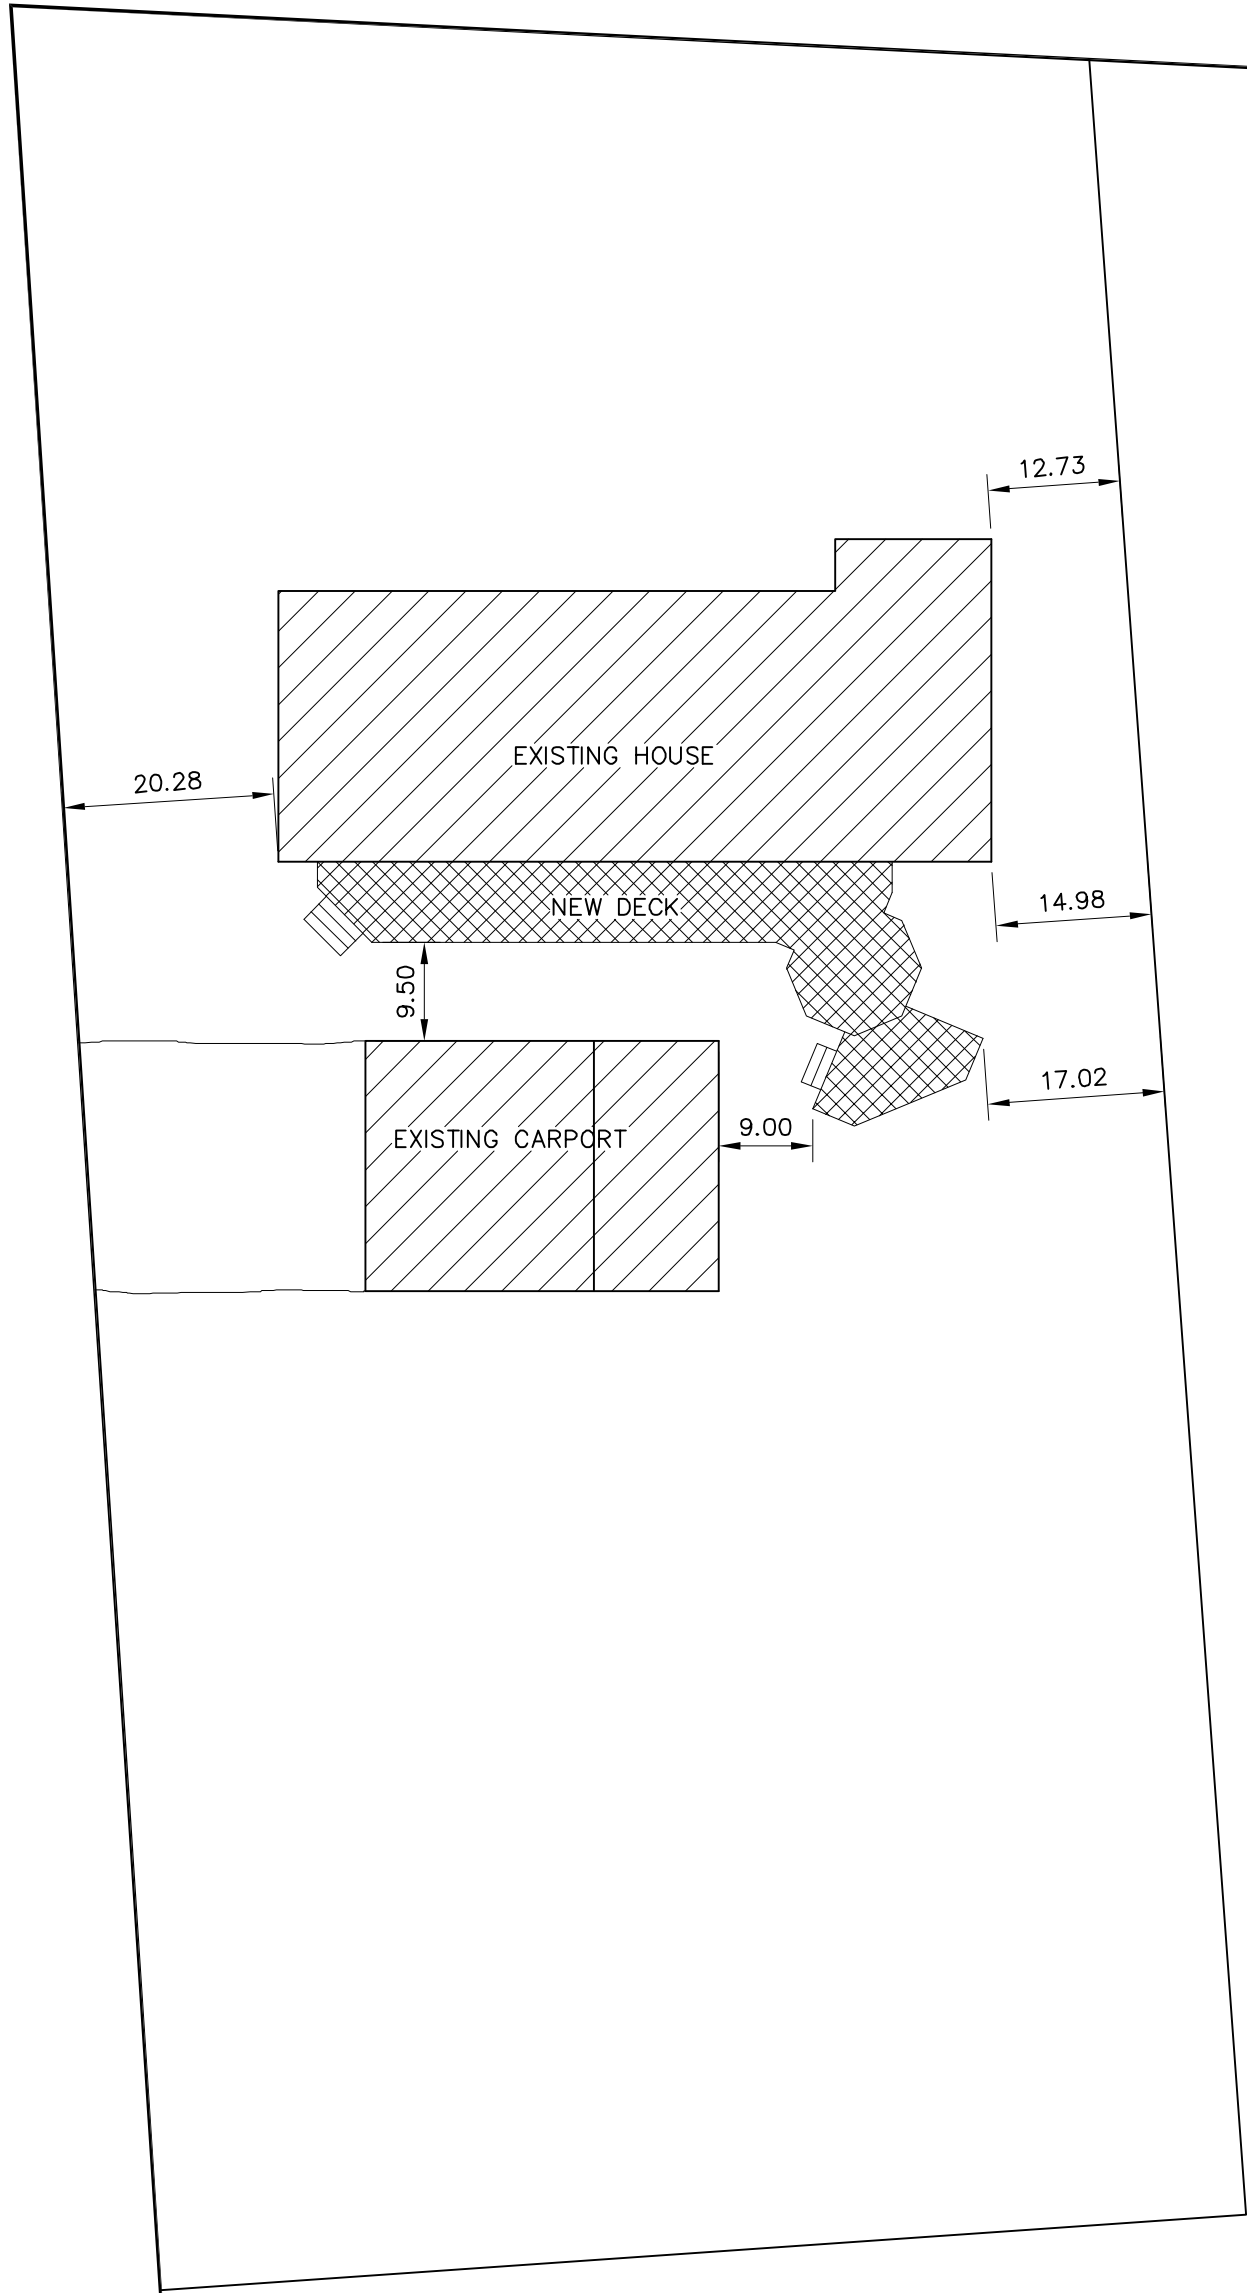 12.73
EXISTING HOUSE
20.28
NEW DECK
14.98
9.50
17.02
EXISTING CARPORT
9.00